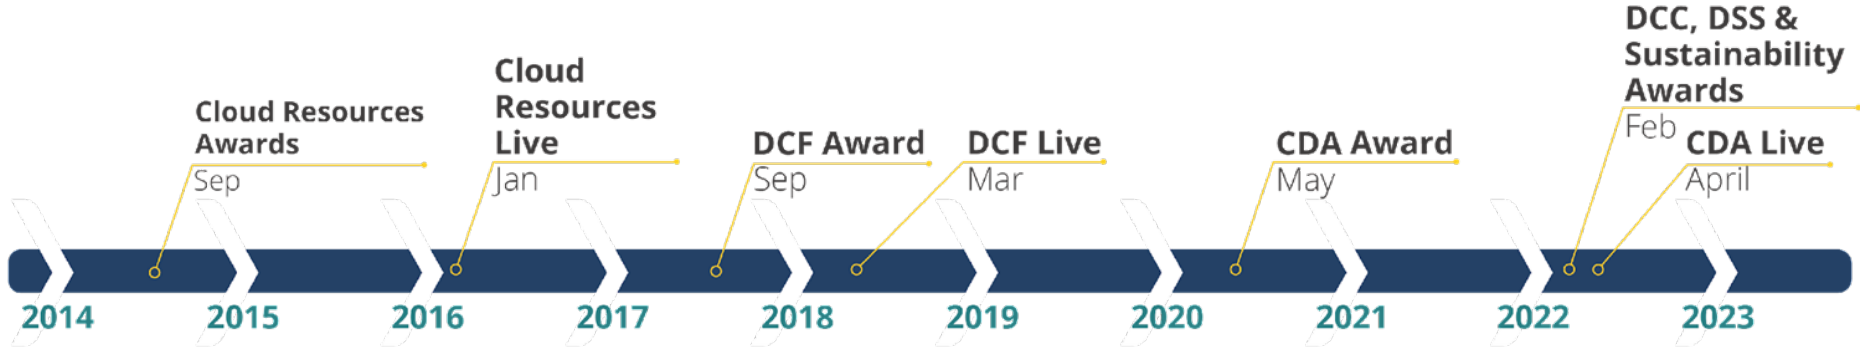 Cloud Resources
Awards
Sep
Cloud
Resources
Live
Jan
DCF Award
Sep
DCF Live
Mar
CDA Award
May
DCC, DSS &
Sustainability
Awards
Feb
CDA Live
April
2014
2015
2016
2017
2018
2019
2020
2021
2022
2023